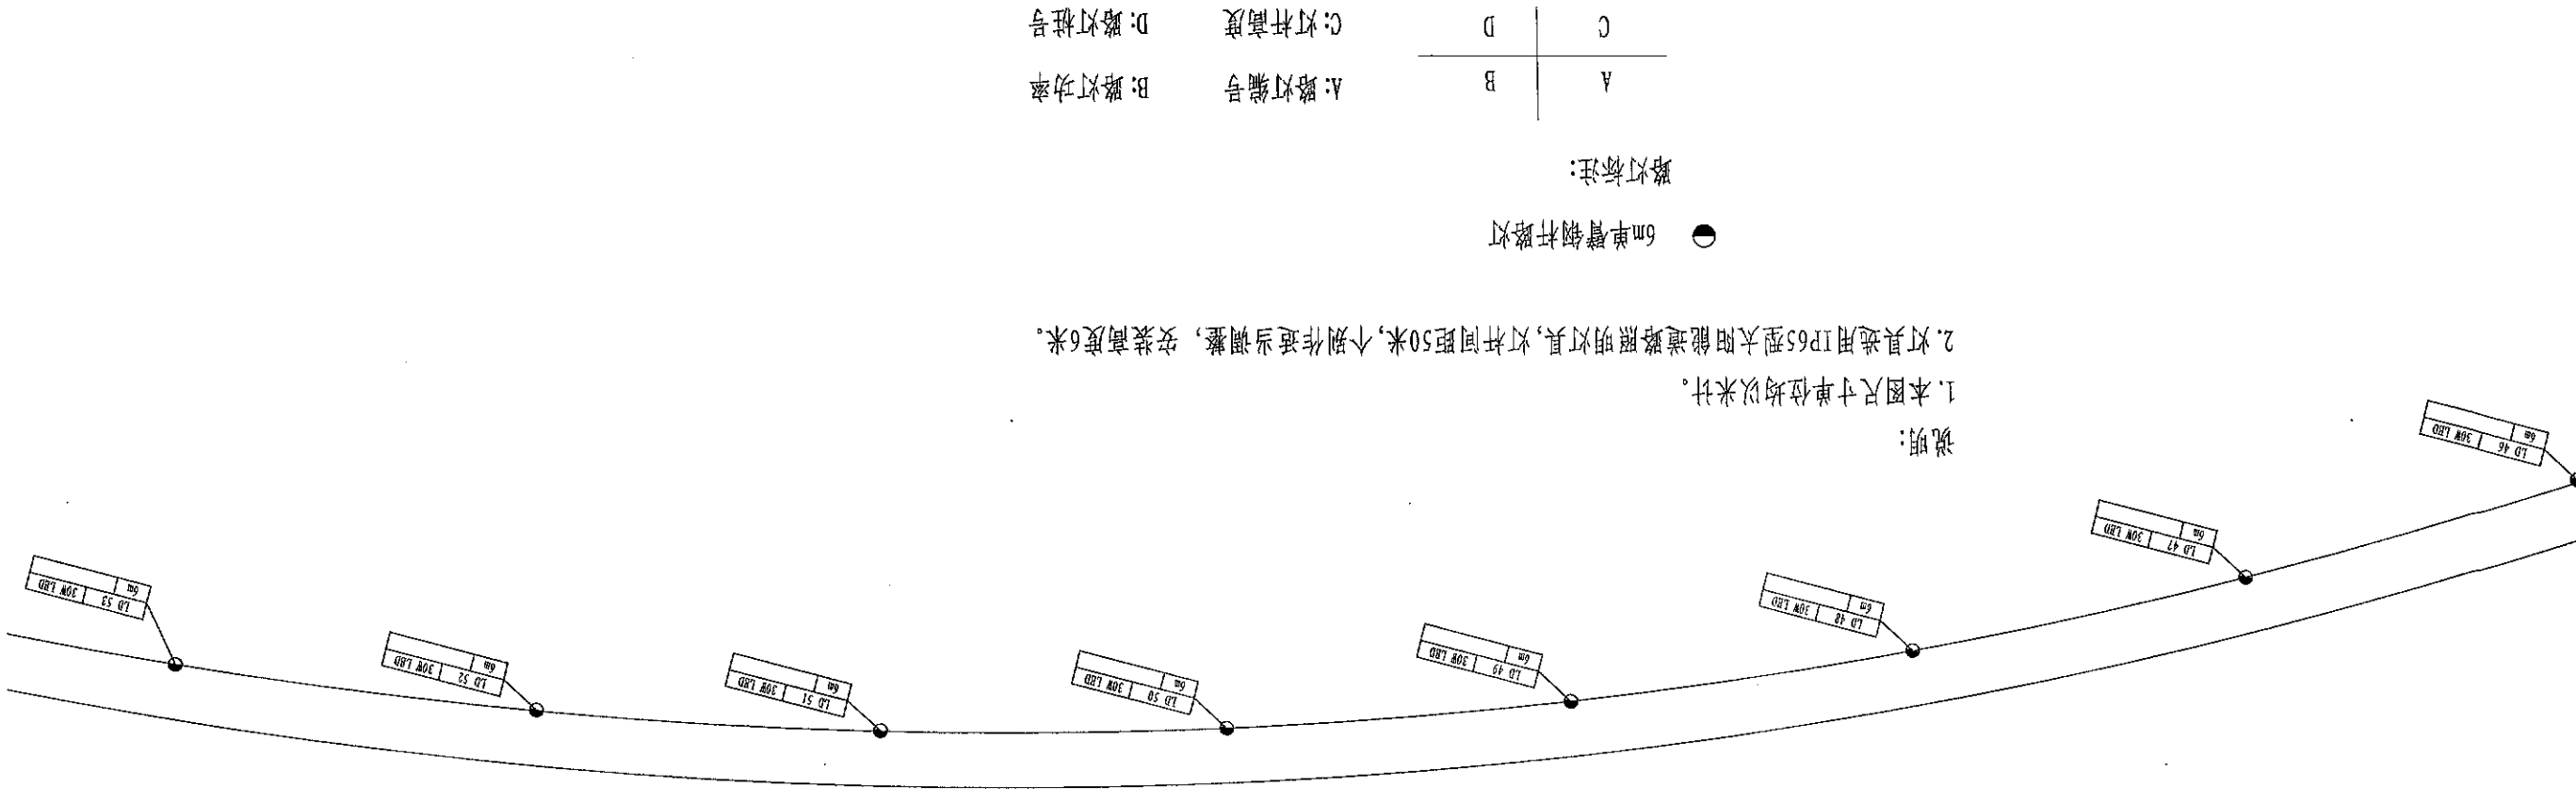 LD 46 30W LED
6m
LD 47 30W LED
6m
LD 48 30W LED
6m
LD 49 30W LED
6m
LD 50 30W LED
6m
LD 51 30W LED
6m
LD 52 30W LED
6m
LD 53 30W LED
6m
说明:
1.本图尺寸单位均以米计。
2.灯具选用IP65型太阳能道路照明灯具,灯杆间距50米,个别作适当调整, 安装高度6米。
6m单臂钢杆路灯
路灯标注:
A B A:路灯编号 B:路灯功率
C D C:灯杆高度 D:路灯桩号